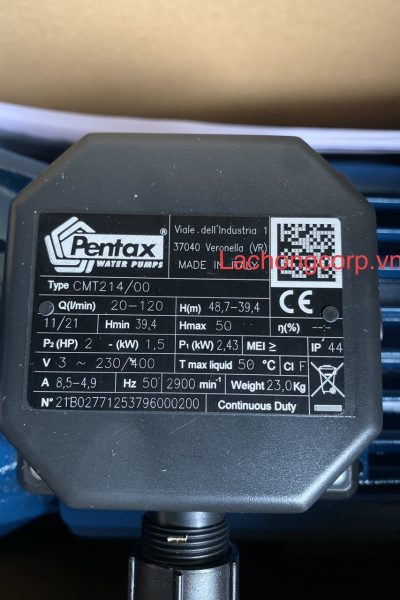 Pentax®
WATER PUMPS
Viale dell'Industria 1
37040 Veronella (VR)
MADE IN ITALY
Lachongcorp.vn
Type CMT214/00
Q(l/min) 20-120 H(m) 48,7-39,4
11/21 Hmin 39,4 Hmax 50 η(%) ---
P₂ (HP) 2 - (kW) 1,5 P₁ (kW) 2,43 MEI ≥ IP 44
V 3 ~ 230/400 T max liquid 50 °C Cl F
A 8,5-4,9 Hz 50 2900 min⁻¹ Weight 23,0Kg
N° 21B02771253796000200 Continuous Duty
CE